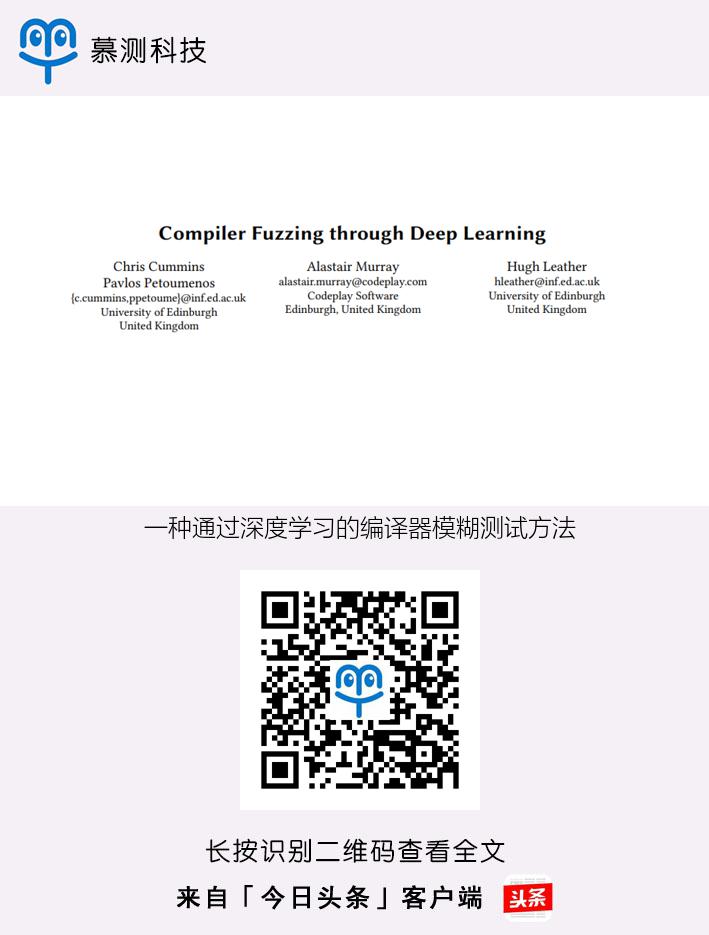 慕测科技
Compiler Fuzzing through Deep Learning
Chris Cummins
Pavlos Petoumenos
{c.cummins,ppetoume}@inf.ed.ac.uk
University of Edinburgh
United Kingdom
Alastair Murray
alastair.murray@codeplay.com
Codeplay Software
Edinburgh, United Kingdom
Hugh Leather
hleather@inf.ed.ac.uk
University of Edinburgh
United Kingdom
一种通过深度学习的编译器模糊测试方法
长按识别二维码查看全文
来自「今日头条」客户端
头条